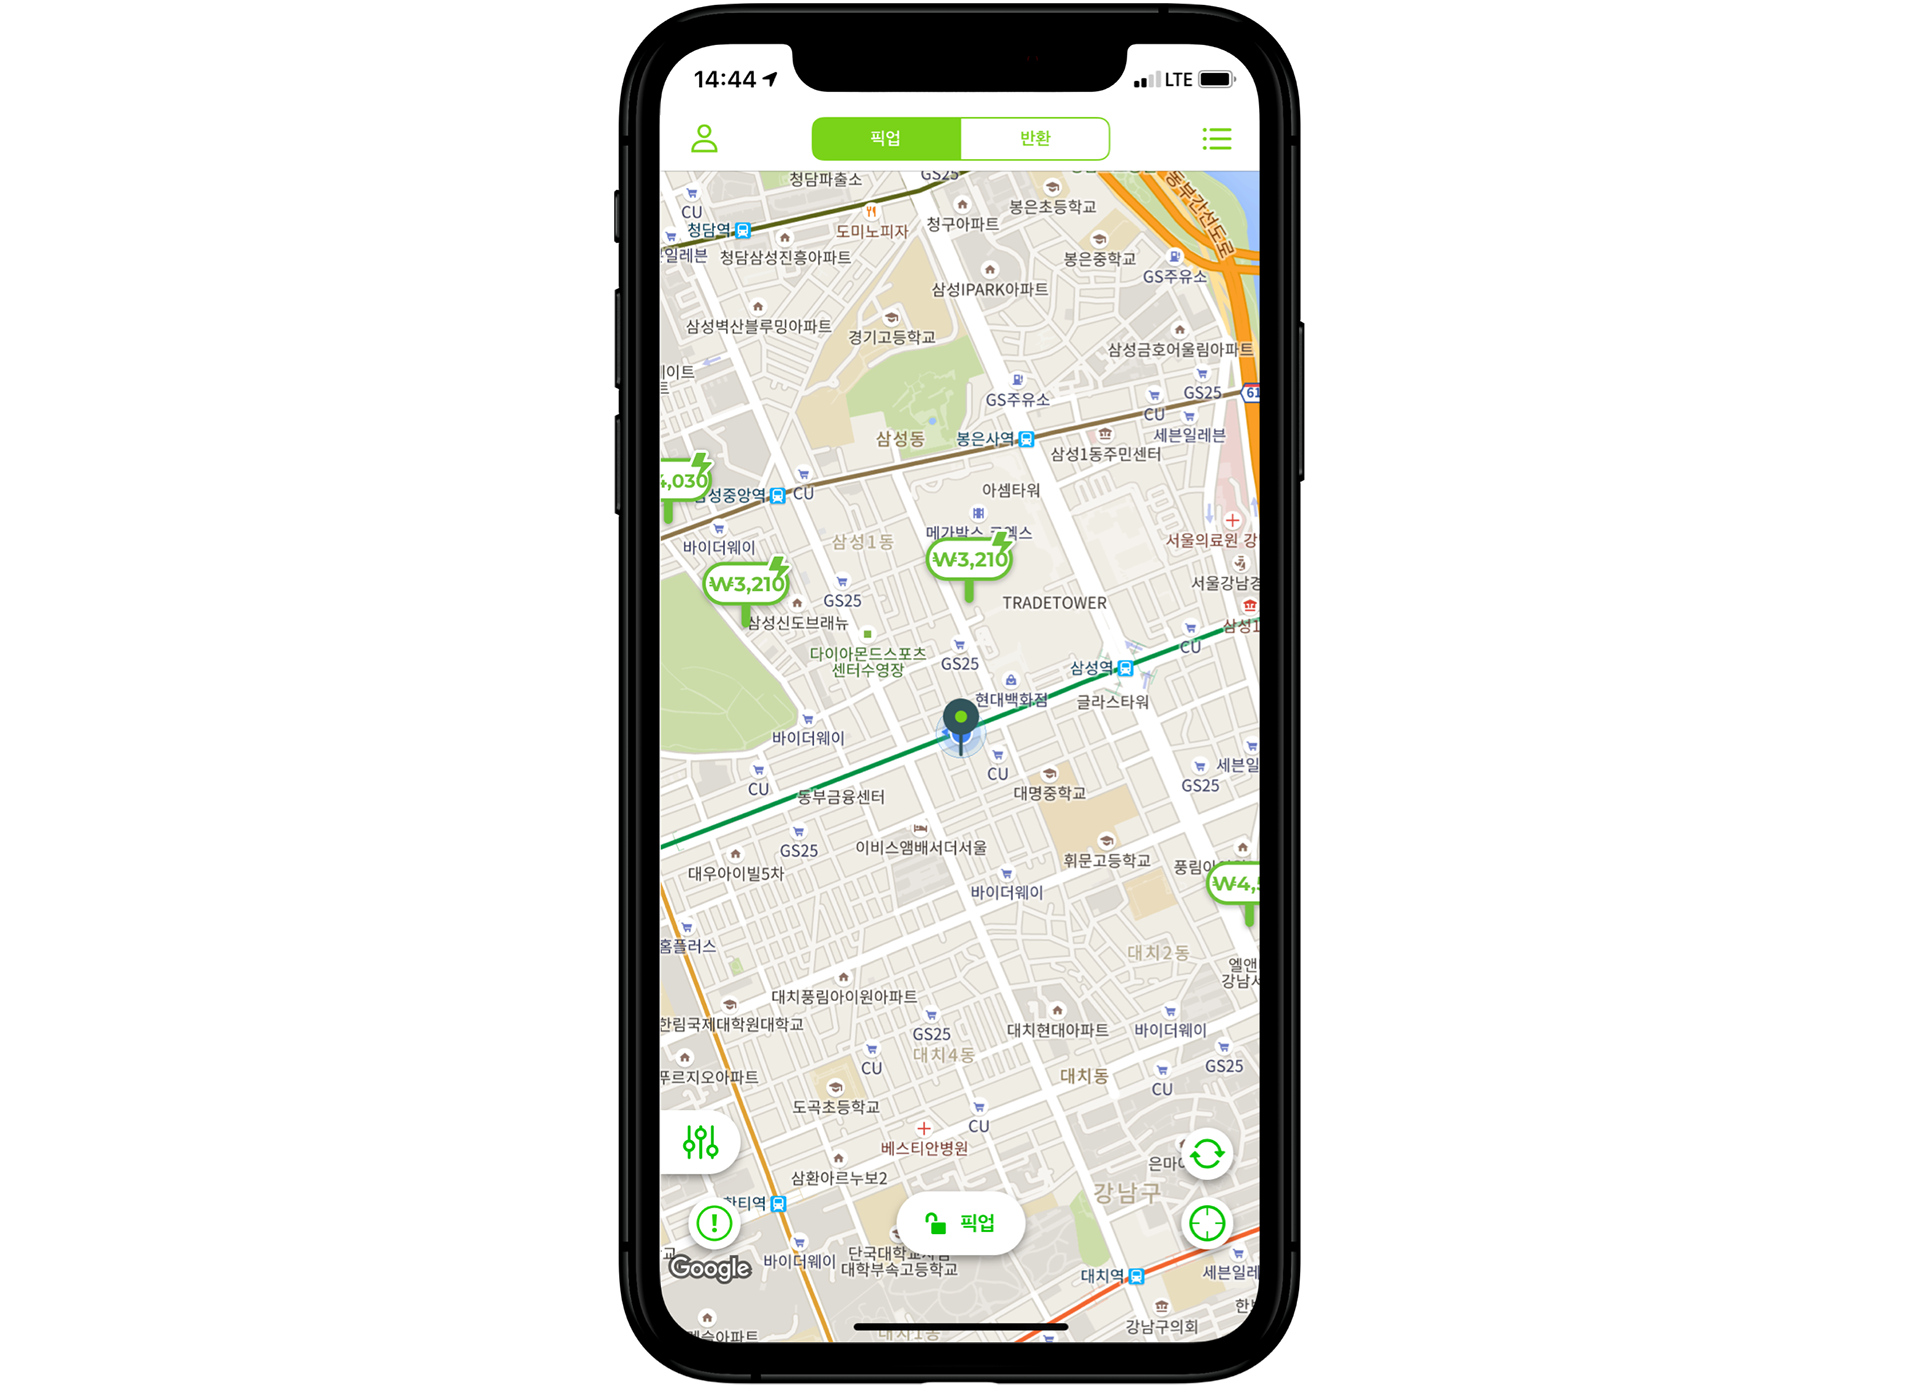 14:44
LTE
픽업
반환
청담파출소
GS25
CU
청담역
도미노피자
청구아파트
봉은초등학교
일레븐
청담삼성진흥아파트
봉은중학교
GS주유소
동부간선도로
삼성IPARK아파트
삼성벽산블루밍아파트
경기고등학교
삼성금호어울림아파트
이트
트
GS주유소
GS25
61
CU
삼성동
봉은사역
세븐일레븐
삼성1동주민센터
4,030
성중앙역
CU
아셈타워
메가박스 코엑스
바이더웨이
삼성1동
서울의료원 강
₩3,210
₩3,210
서울강남경
GS25
TRADETOWER
삼성신도브래뉴
삼성1
CU
다이아몬드스포츠
센터수영장
GS25
삼성역
현대백화점
글라스타워
바이더웨이
CU
CU
세븐일
GS25
동부금융센터
대명중학교
GS25
이비스앰배서더서울
휘문고등학교
대우아이빌5차
풍림아
₩4,5
바이더웨이
홈플러스
대치2동
엘앤
강남서
대치풍림아이원아파트
한림국제대학원대학교
GS25
대치현대아파트
바이더웨이
대치4동
CU
GS25
푸르지오아파트
대치동
CU
도곡초등학교
CU
베스티안병원
은마
삼환아르누보2
강남구
한티역
픽업
바이더웨이
단국대학교사범
대학부속고등학교
교
Google
대치역
세븐일레
한
강남구의회
아파트
대치1동